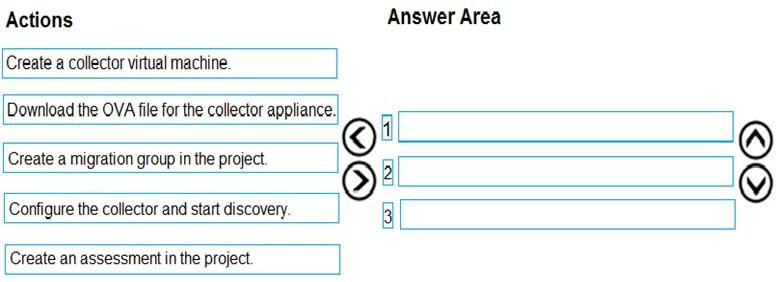 Actions
Answer Area
Create a collector virtual machine.
Download the OVA file for the collector appliance.
Create a migration group in the project.
Configure the collector and start discovery.
Create an assessment in the project.
1
2
3